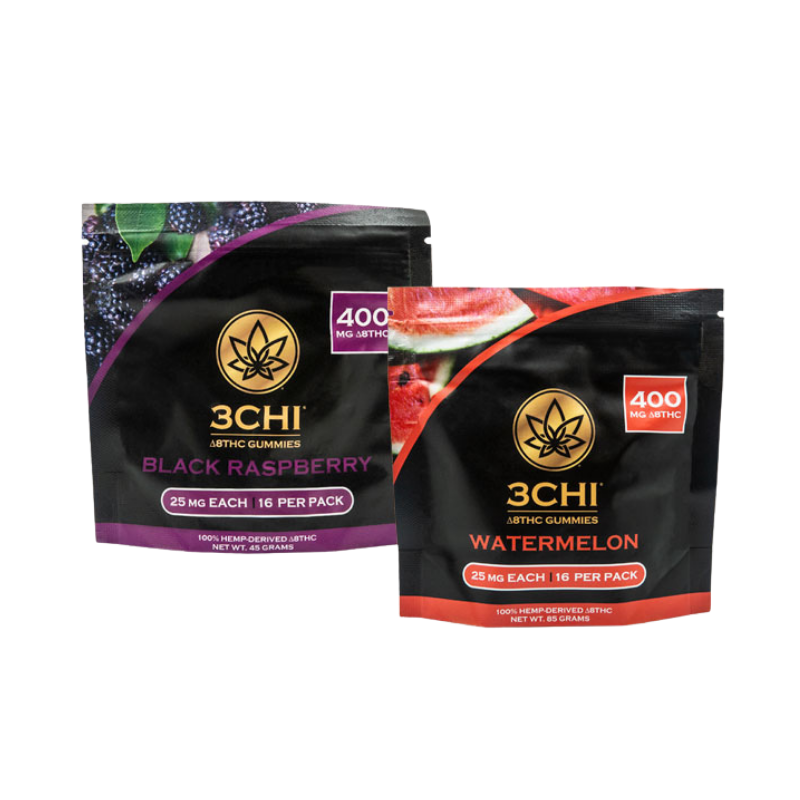 400
MG Δ8THC
3CHI
Δ8THC GUMMIES
BLACK RASPBERRY
25 MG EACH | 16 PER PACK
100% HEMP-DERIVED Δ8THC
NET WT. 45 GRAMS
400
MG Δ8THC
3CHI
Δ8THC GUMMIES
WATERMELON
25 MG EACH | 16 PER PACK
100% HEMP-DERIVED Δ8THC
NET WT. 85 GRAMS